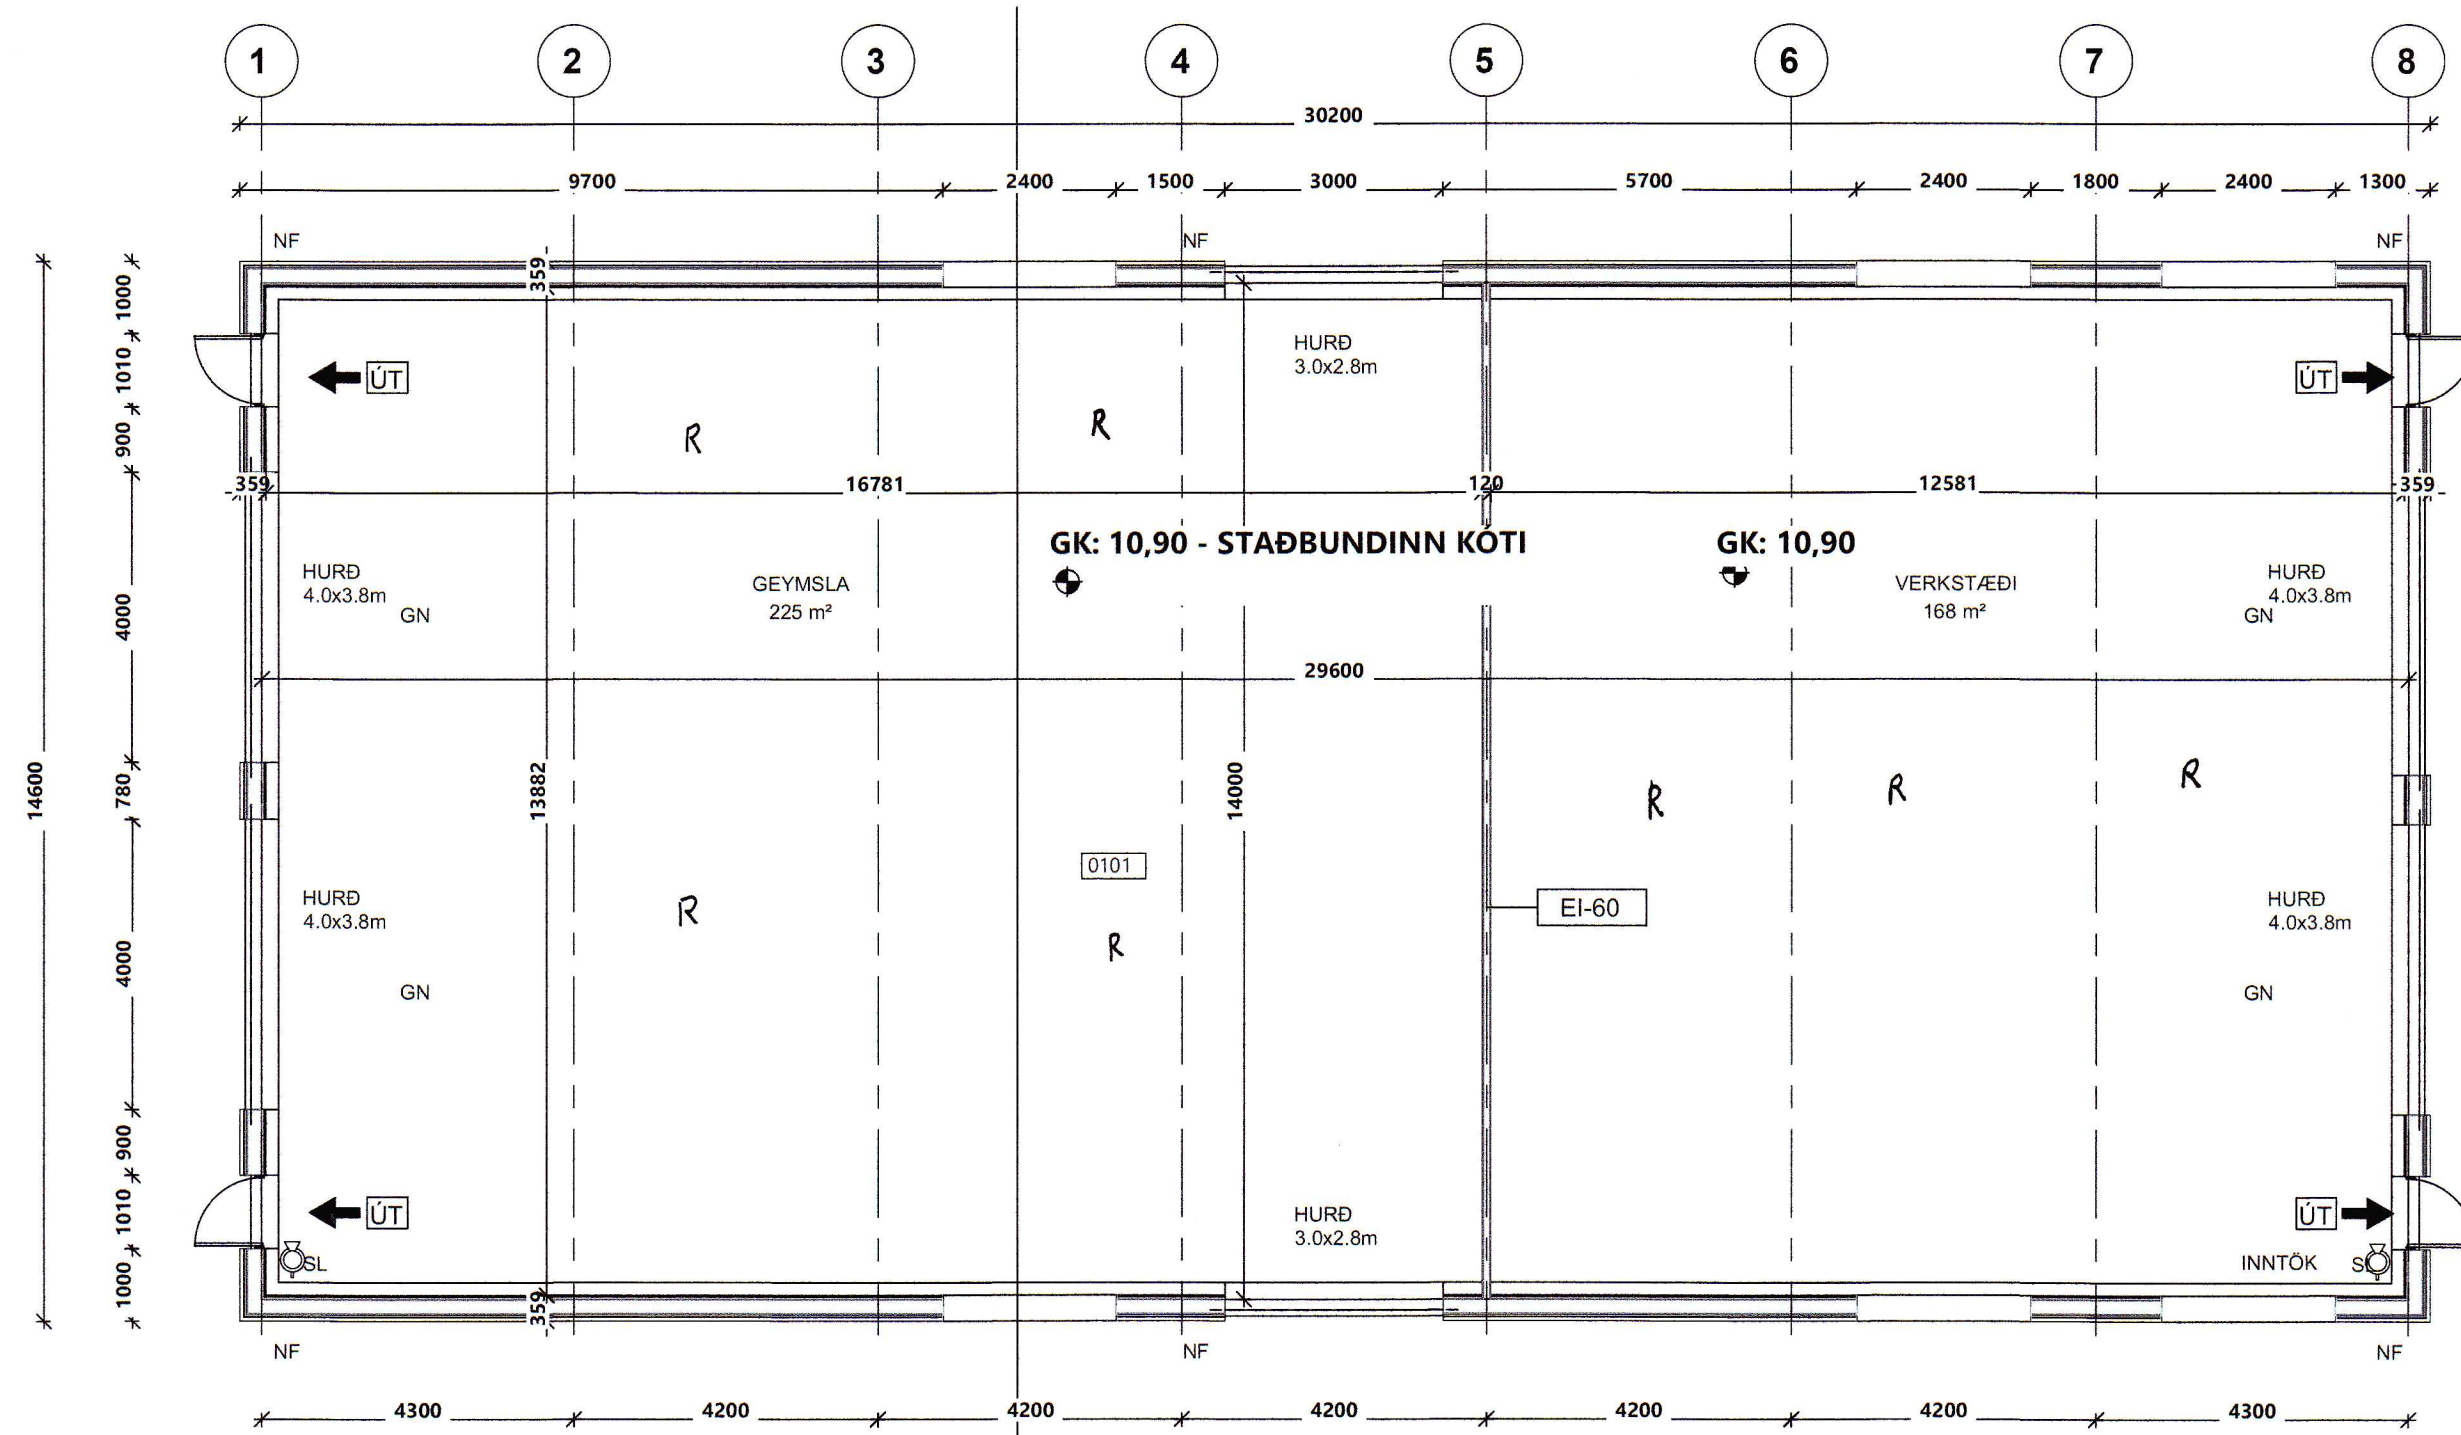 1 2 3 4 5 6 7 8
30200
9700 2400 1500 3000 5700 2400 1800 2400 1300
NF NF NF
359
1000
HURÐ
3.0x2.8m
1010
ÚT ÚT
R R
900
359 16781 120 12581 359
GK: 10,90 - STAÐBUNDINN KÓTI GK: 10,90
HURÐ
4.0x3.8m
GN
GEYMSLA
225 m²
VERKSTÆÐI
168 m²
HURÐ
4.0x3.8m
GN
4000
29600
14600
780
13882
14000
R R R
0101
R
R
EI-60
HURÐ
4.0x3.8m
GN
HURÐ
4.0x3.8m
GN
4000
900
1010
ÚT ÚT
HURÐ
3.0x2.8m
SL
INNTÖK
1000
359
NF NF NF
4300 4200 4200 4200 4200 4200 4300